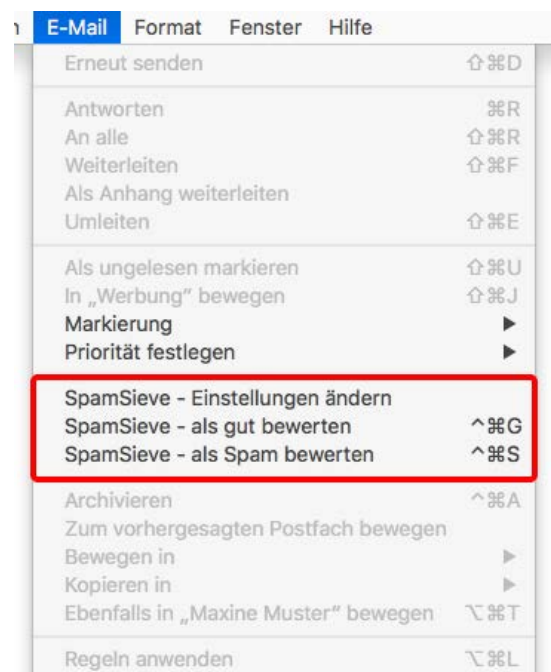 E-Mail Format Fenster Hilfe
Erneut senden ⇧⌘D
Antworten ⌘R
An alle ⇧⌘R
Weiterleiten ⇧⌘F
Als Anhang weiterleiten
Umleiten ⇧⌘E
Als ungelesen markieren ⇧⌘U
In „Werbung“ bewegen ⇧⌘J
Markierung ▶
Priorität festlegen ▶
SpamSieve - Einstellungen ändern
SpamSieve - als gut bewerten ^⌘G
SpamSieve - als Spam bewerten ^⌘S
Archivieren ^⌘A
Zum vorhergesagten Postfach bewegen
Bewegen in ▶
Kopieren in ▶
Ebenfalls in „Maxine Muster“ bewegen ⌥⌘T
Regeln anwenden ⌥⌘L